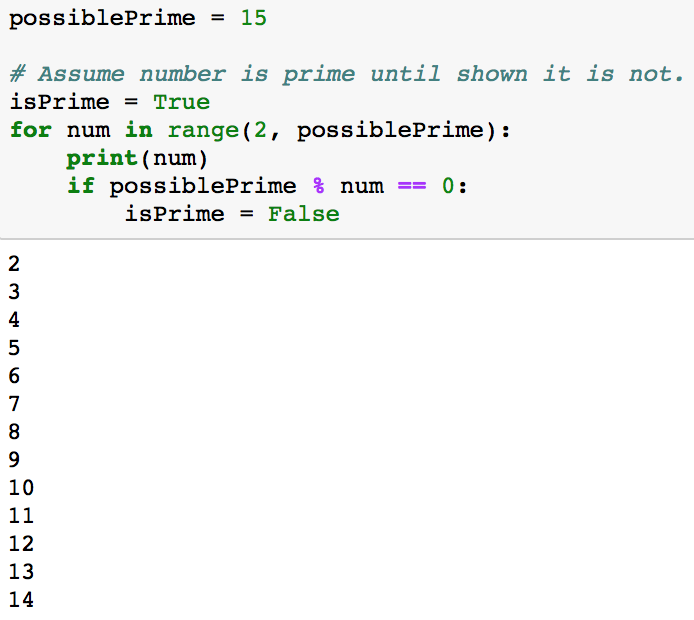 possiblePrime = 15
# Assume number is prime until shown it is not.
isPrime = True
for num in range(2, possiblePrime):
    print(num)
    if possiblePrime % num == 0:
        isPrime = False
2
3
4
5
6
7
8
9
10
11
12
13
14